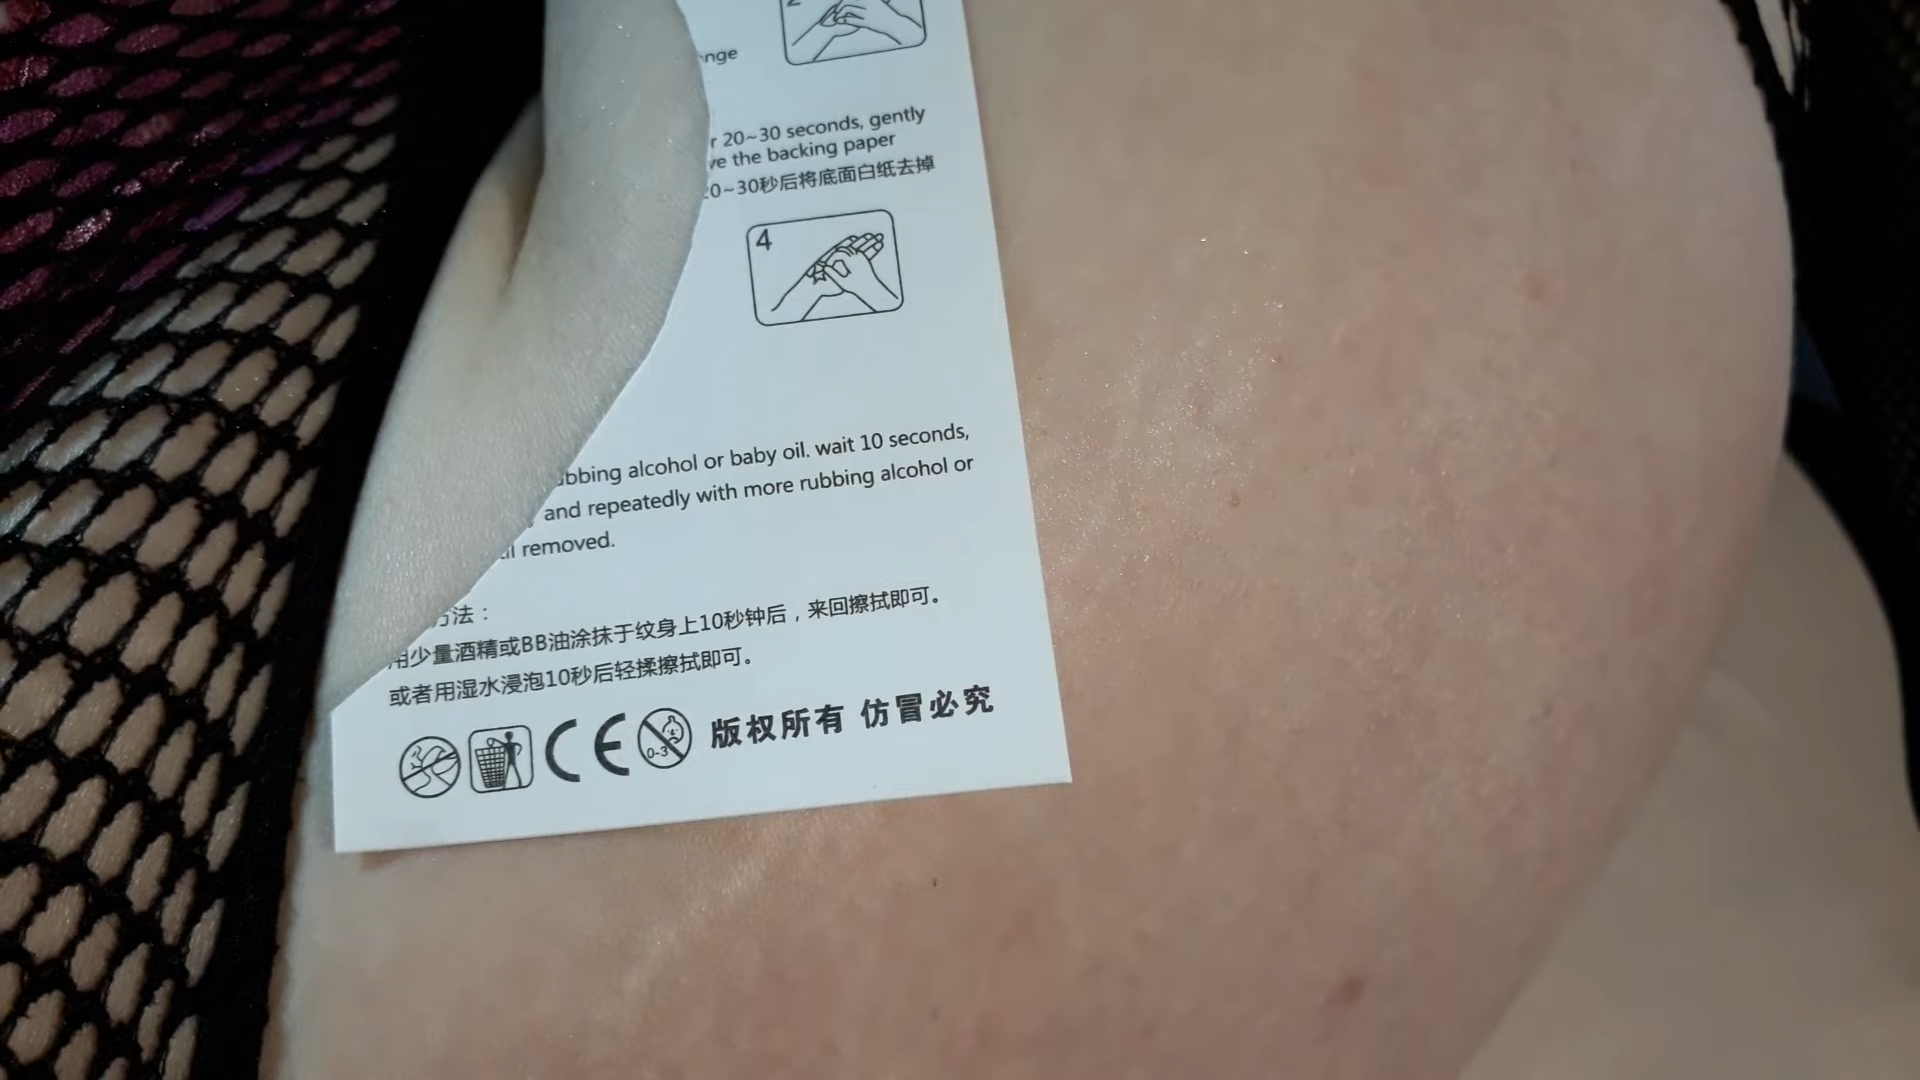 2
nge
r 20~30 seconds, gently
ve the backing paper
20~30秒后将底面白纸去掉
4
bbing alcohol or baby oil. wait 10 seconds,
, and repeatedly with more rubbing alcohol or
il removed.
方法：
用少量酒精或BB油涂抹于纹身上10秒钟后，来回擦拭即可。
或者用湿水浸泡10秒后轻揉擦拭即可。
CE 0-3 版权所有 仿冒必究